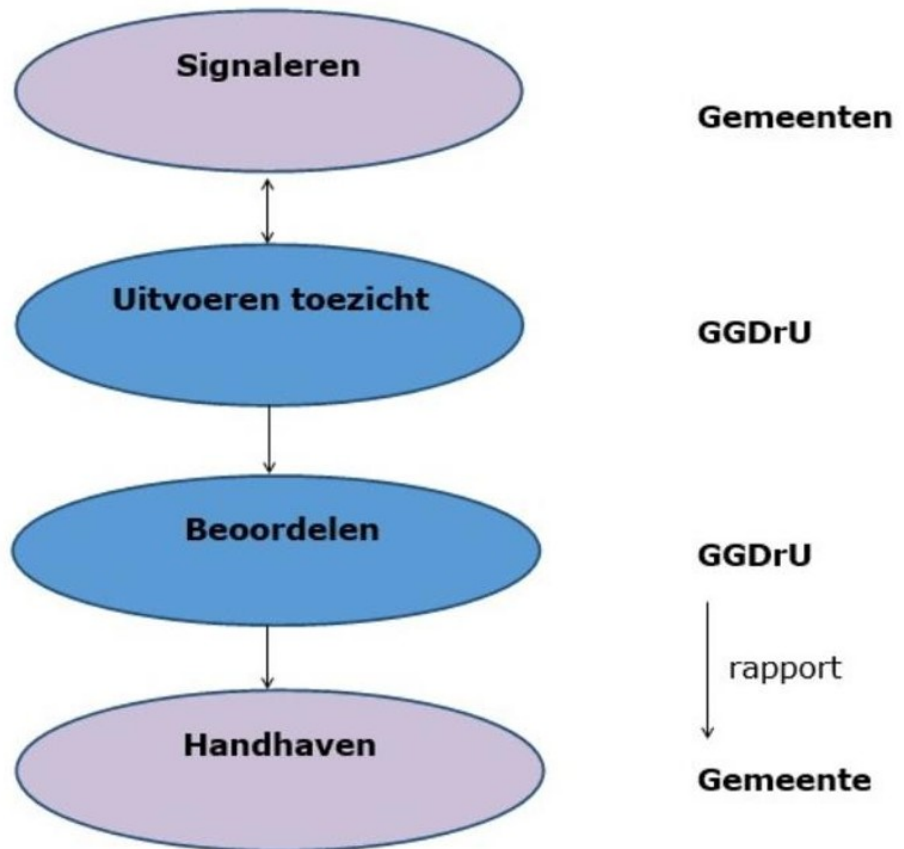 Signaleren
Gemeenten
Uitvoeren toezicht
GGDrU
Beoordelen
GGDrU
rapport
Handhaven
Gemeente